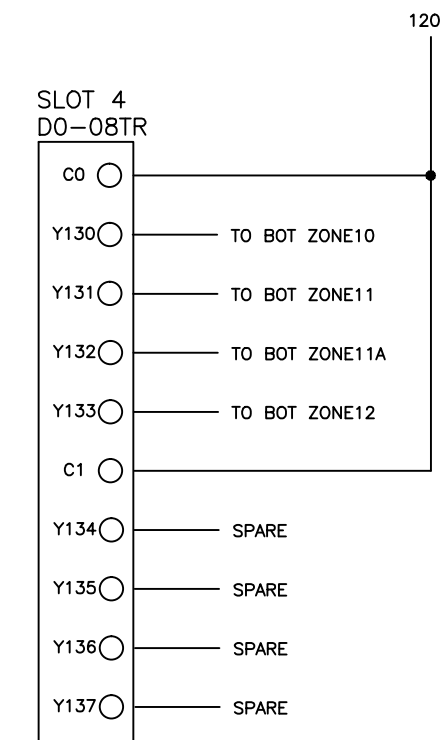 120
SLOT 4
D0-08TR
C0
Y130 TO BOT ZONE10
Y131 TO BOT ZONE11
Y132 TO BOT ZONE11A
Y133 TO BOT ZONE12
C1
Y134 SPARE
Y135 SPARE
Y136 SPARE
Y137 SPARE